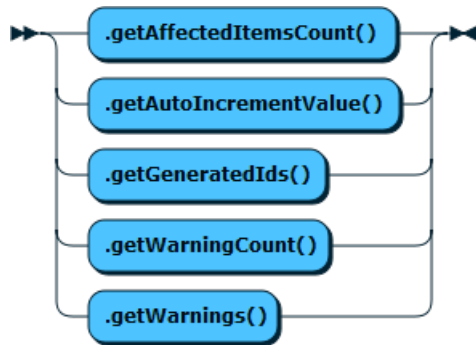 .getAffectedItemsCount()
.getAutoIncrementValue()
.getGeneratedIds()
.getWarningCount()
.getWarnings()